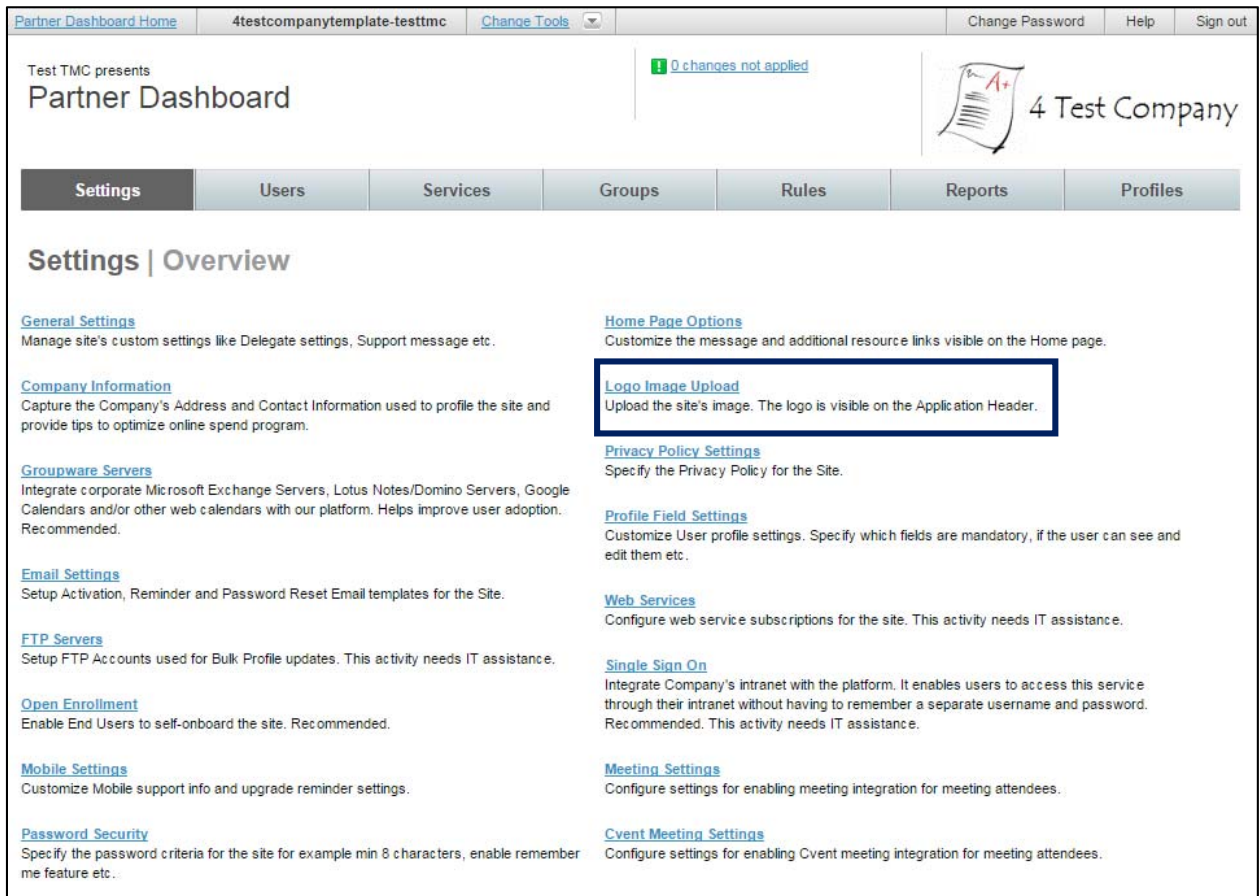 Partner Dashboard Home 4testcompanytemplate-testtmc Change Tools Change Password Help Sign out
Test TMC presents
Partner Dashboard
0 changes not applied
A+
4 Test Company
Settings Users Services Groups Rules Reports Profiles
Settings | Overview
General Settings
Manage site's custom settings like Delegate settings, Support message etc.
Company Information
Capture the Company's Address and Contact Information used to profile the site and
provide tips to optimize online spend program.
Groupware Servers
Integrate corporate Microsoft Exchange Servers, Lotus Notes/Domino Servers, Google
Calendars and/or other web calendars with our platform. Helps improve user adoption.
Recommended.
Email Settings
Setup Activation, Reminder and Password Reset Email templates for the Site.
FTP Servers
Setup FTP Accounts used for Bulk Profile updates. This activity needs IT assistance.
Open Enrollment
Enable End Users to self-onboard the site. Recommended.
Mobile Settings
Customize Mobile support info and upgrade reminder settings.
Password Security
Specify the password criteria for the site for example min 8 characters, enable remember
me feature etc.
Home Page Options
Customize the message and additional resource links visible on the Home page.
Logo Image Upload
Upload the site's image. The logo is visible on the Application Header.
Privacy Policy Settings
Specify the Privacy Policy for the Site.
Profile Field Settings
Customize User profile settings. Specify which fields are mandatory, if the user can see and
edit them etc.
Web Services
Configure web service subscriptions for the site. This activity needs IT assistance.
Single Sign On
Integrate Company's intranet with the platform. It enables users to access this service
through their intranet without having to remember a separate username and password.
Recommended. This activity needs IT assistance.
Meeting Settings
Configure settings for enabling meeting integration for meeting attendees.
Cvent Meeting Settings
Configure settings for enabling Cvent meeting integration for meeting attendees.